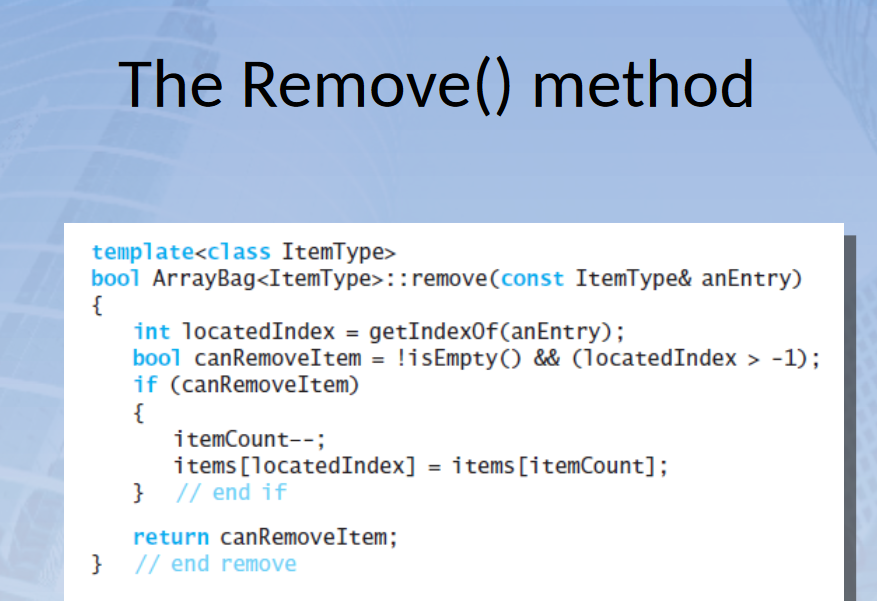 The Remove() method
template<class ItemType>
bool ArrayBag<ItemType>::remove(const ItemType& anEntry)
{
int locatedIndex = getIndexOf(anEntry);
bool canRemoveItem = !isEmpty() && (locatedIndex > -1);
if (canRemoveItem)
{
itemCount--;
items[locatedIndex] = items[itemCount];
} // end if
return canRemoveItem;
} // end remove